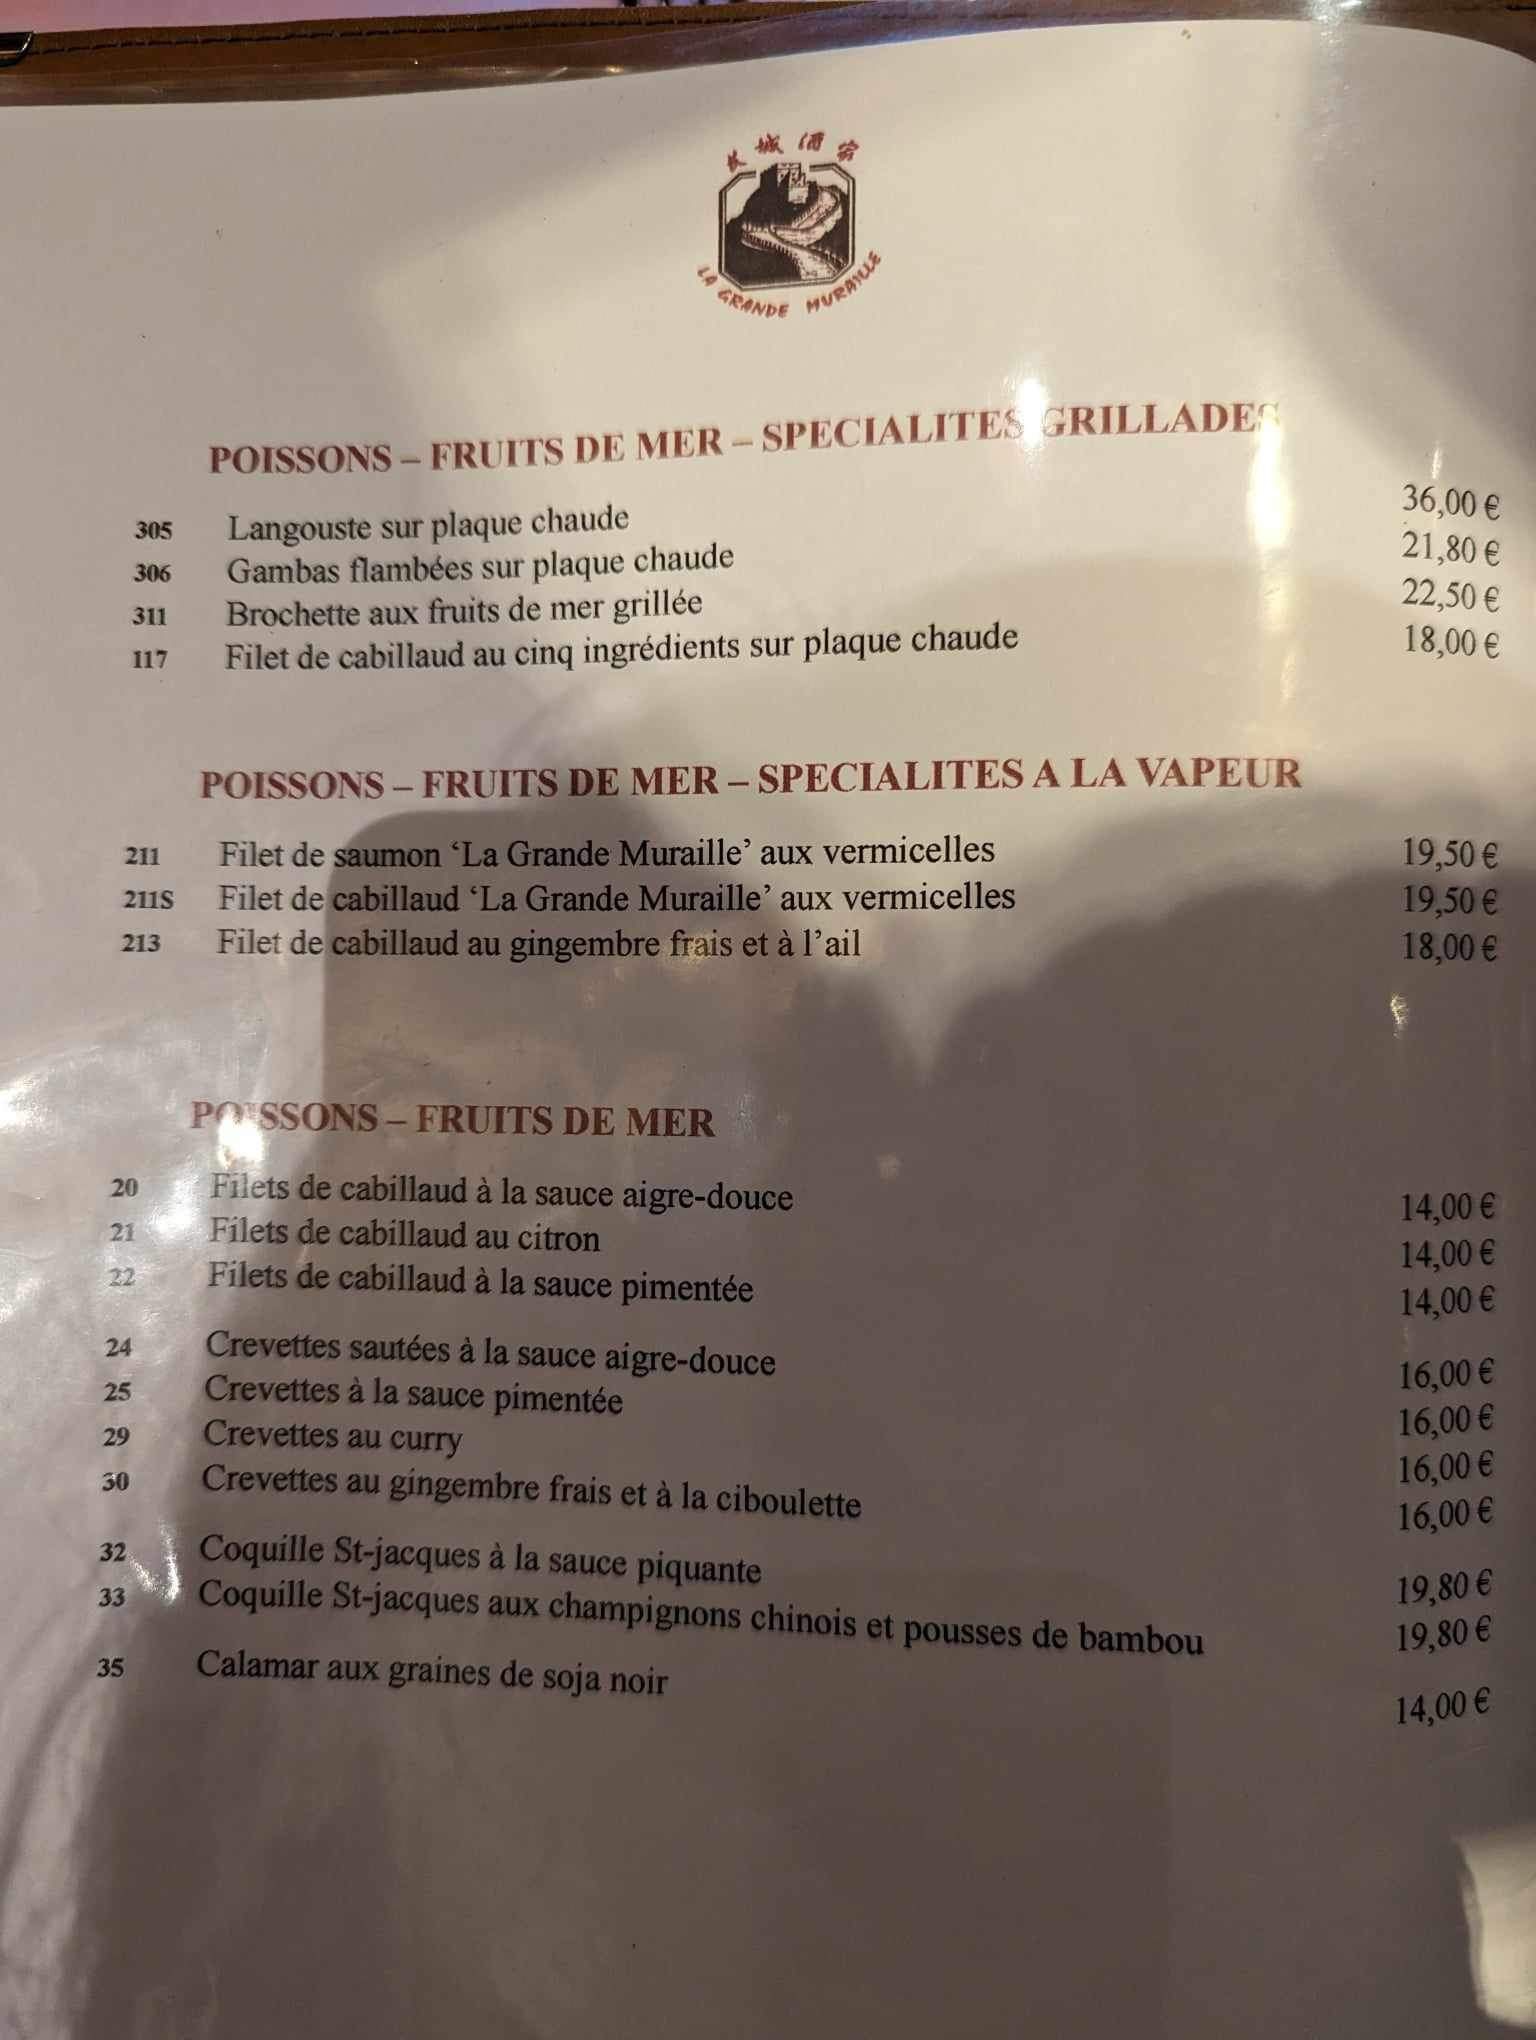 长城酒家
LA GRANDE MURAILLE
POISSONS – FRUITS DE MER – SPECIALITES GRILLADES
305 Langouste sur plaque chaude 36,00 €
306 Gambas flambées sur plaque chaude 21,80 €
311 Brochette aux fruits de mer grillée 22,50 €
117 Filet de cabillaud au cinq ingrédients sur plaque chaude 18,00 €
POISSONS – FRUITS DE MER – SPECIALITES A LA VAPEUR
211 Filet de saumon ‘La Grande Muraille’ aux vermicelles 19,50 €
211S Filet de cabillaud ‘La Grande Muraille’ aux vermicelles 19,50 €
213 Filet de cabillaud au gingembre frais et à l’ail 18,00 €
POISSONS – FRUITS DE MER
20 Filets de cabillaud à la sauce aigre-douce 14,00 €
21 Filets de cabillaud au citron 14,00 €
22 Filets de cabillaud à la sauce pimentée 14,00 €
24 Crevettes sautées à la sauce aigre-douce 16,00 €
25 Crevettes à la sauce pimentée 16,00 €
29 Crevettes au curry 16,00 €
30 Crevettes au gingembre frais et à la ciboulette 16,00 €
32 Coquille St-jacques à la sauce piquante 19,80 €
33 Coquille St-jacques aux champignons chinois et pousses de bambou 19,80 €
35 Calamar aux graines de soja noir 14,00 €